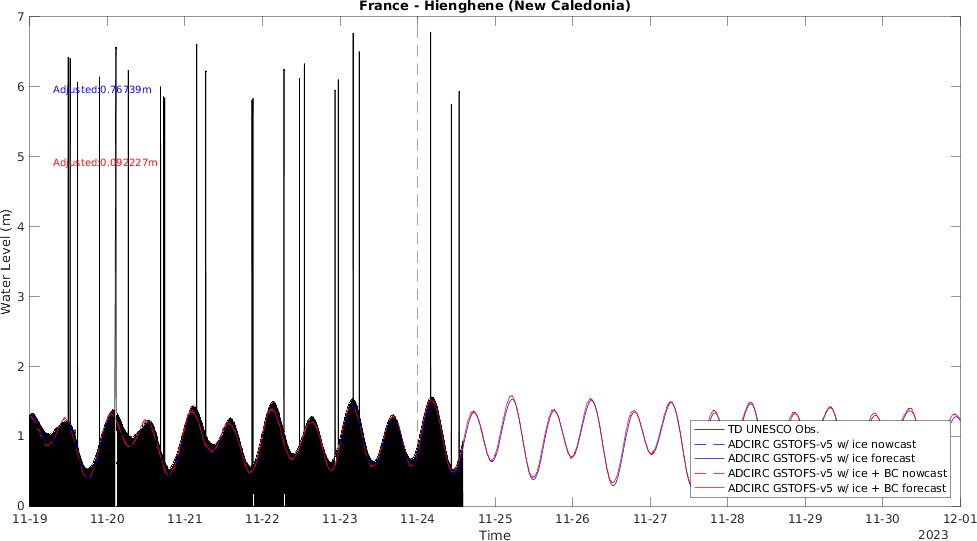 France - Hienghene (New Caledonia)
7
6
5
4
3
2
1
0
Water Level (m)
Adjusted:0.76739m
Adjusted:0.092227m
TD UNESCO Obs.
ADCIRC GSTOFS-v5 w/ ice nowcast
ADCIRC GSTOFS-v5 w/ ice forecast
ADCIRC GSTOFS-v5 w/ ice + BC nowcast
ADCIRC GSTOFS-v5 w/ ice + BC forecast
11-19 11-20 11-21 11-22 11-23 11-24 11-25 11-26 11-27 11-28 11-29 11-30 12-01
Time
2023